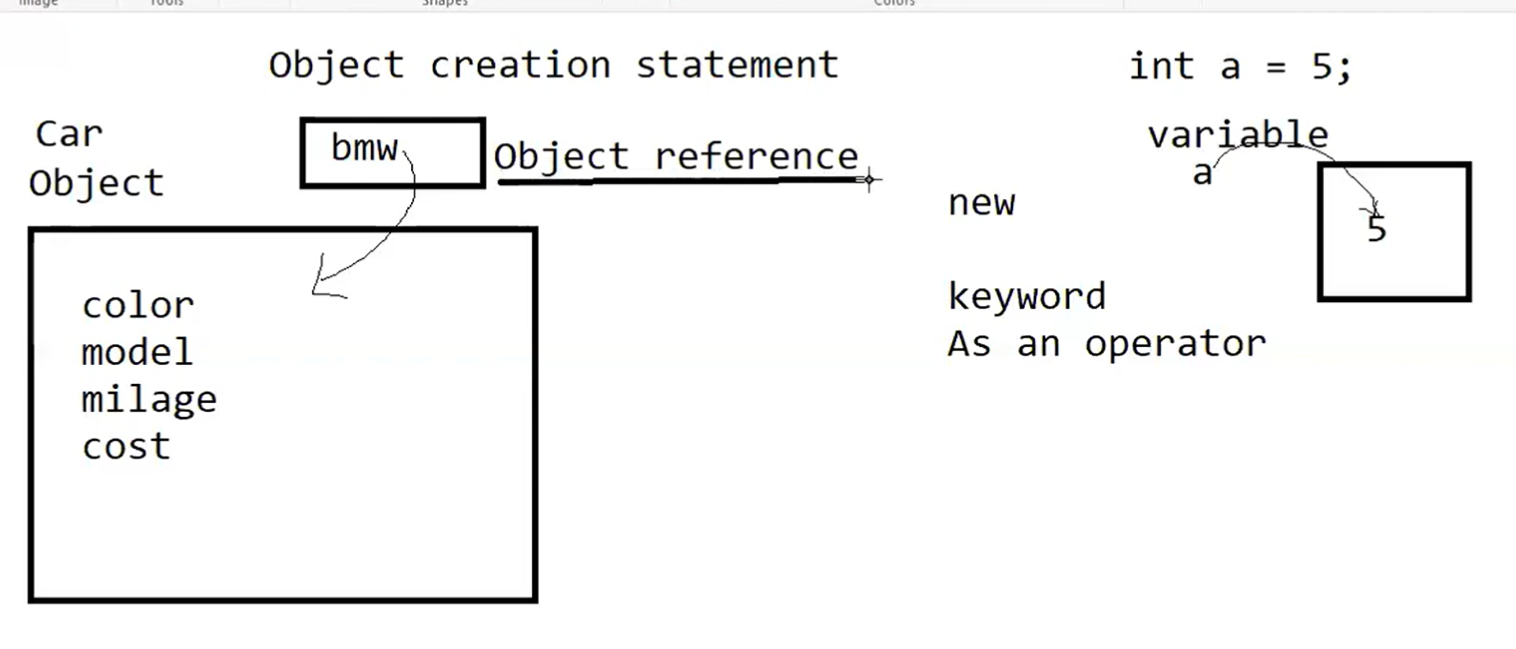 Image
Tools
Shapes
Colors
Object creation statement
int a = 5;
Car
Object
bmw
Object reference
variable
a
5
new
keyword
As an operator
color
model
milage
cost